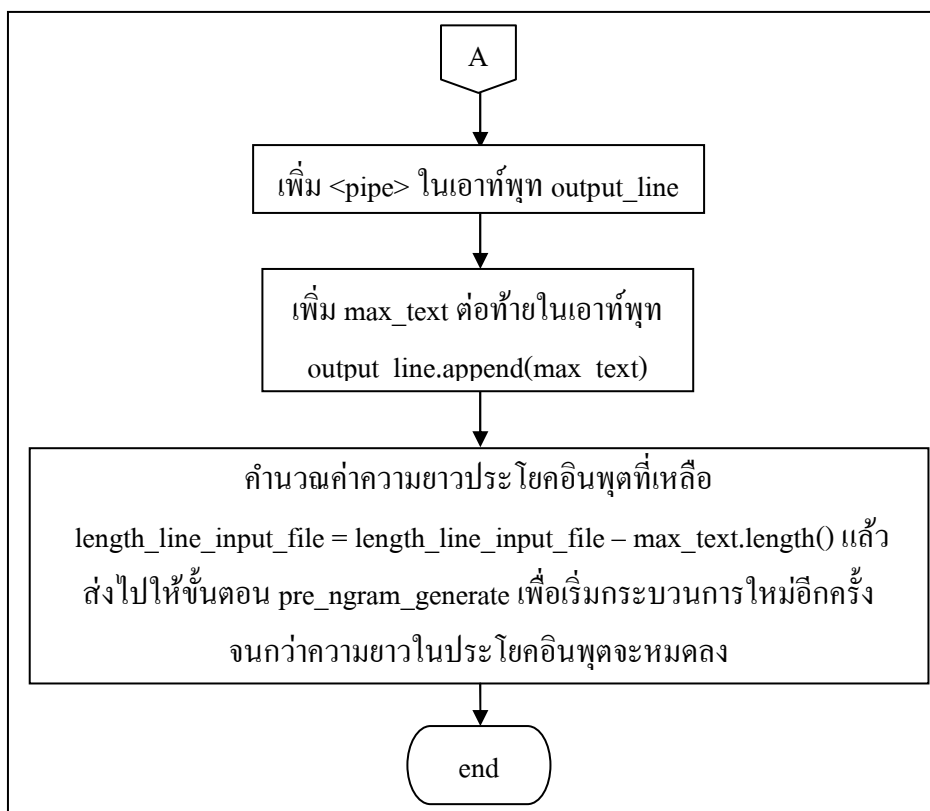 A
เพิ่ม <pipe> ในเอาท์พุท output_line
เพิ่ม max_text ต่อท้ายในเอาท์พุท
output_line.append(max_text)
คำนวณค่าความยาวประโยคอินพุตที่เหลือ
length_line_input_file = length_line_input_file – max_text.length() แล้ว
ส่งไปให้ขั้นตอน pre_ngram_generate เพื่อเริ่มกระบวนการใหม่อีกครั้ง
จนกว่าความยาวในประโยคอินพุตจะหมดลง
end